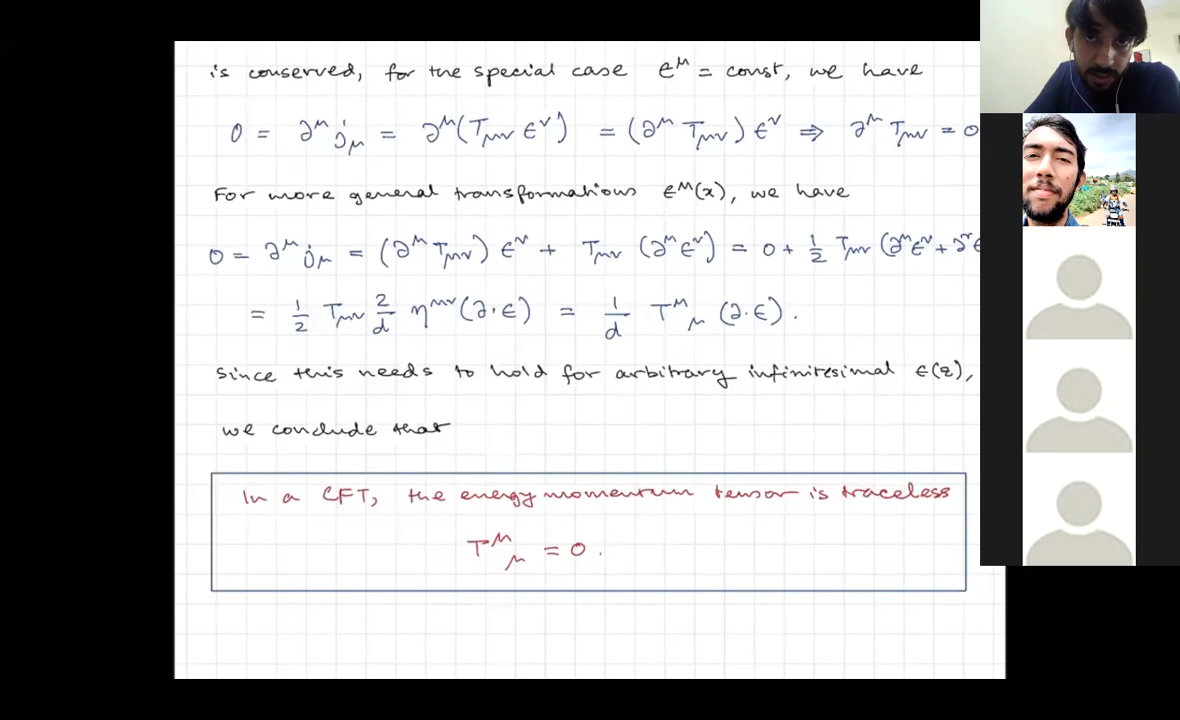 is conserved, for the special case ϵ^μ = const, we have
0 = ∂^μ j_μ = ∂^μ(T_μν ϵ^ν) = (∂^μ T_μν) ϵ^ν ⇒ ∂^μ T_μν = 0
For more general transformations ϵ^μ(x), we have
0 = ∂^μ j_μ = (∂^μ T_μν) ϵ^ν + T_μν (∂^μ ϵ^ν) = 0 + 1/2 T_μν (∂^μ ϵ^ν + ∂^ν ϵ
= 1/2 T_μν 2/d η^μν (∂·ϵ) = 1/d T^μ_μ (∂·ϵ).
Since this needs to hold for arbitrary infinitesimal ϵ(z),
we conclude that
In a CFT, the energy momentum tensor is traceless
T^μ_μ = 0.